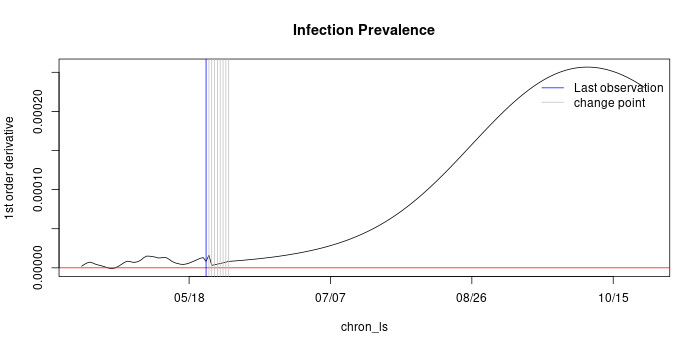 Infection Prevalence
1st order derivative
0.00020
0.00010
0.00000
Last observation
change point
05/18 07/07 08/26 10/15
chron_ls